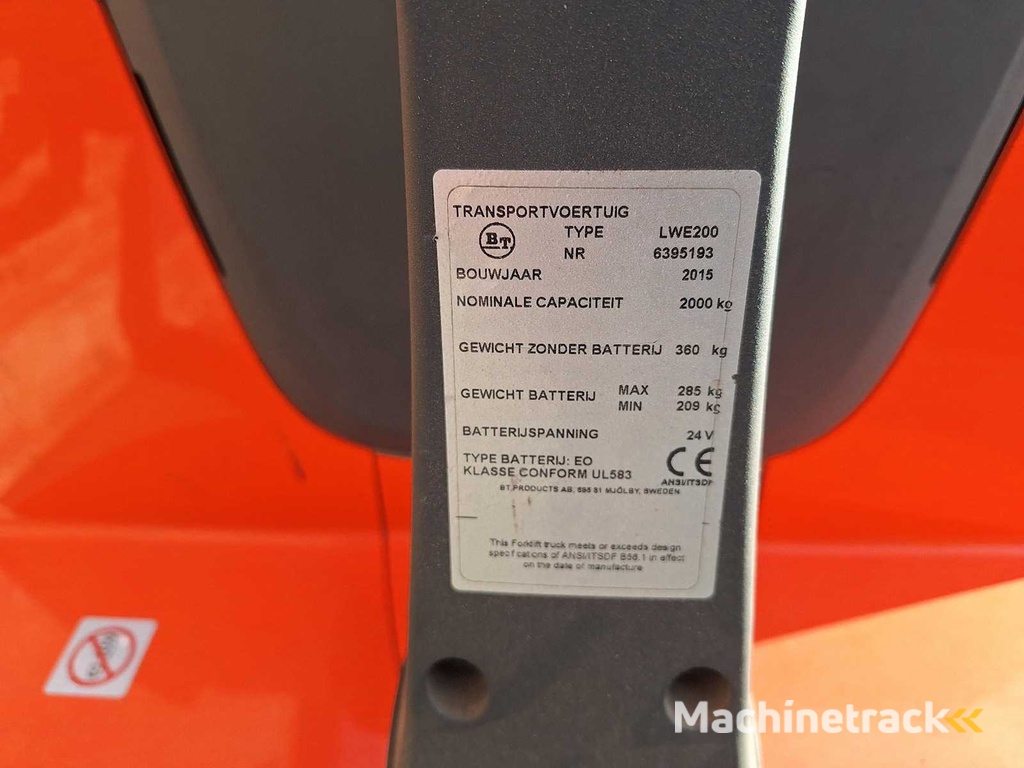 TRANSPORTVOERTUIG
BT TYPE LWE200
NR 6395193
BOUWJAAR 2015
NOMINALE CAPACITEIT 2000 kg
GEWICHT ZONDER BATTERIJ 360 kg
GEWICHT BATTERIJ MAX 285 kg
MIN 209 kg
BATTERIJSPANNING 24 V
TYPE BATTERIJ: EO
KLASSE CONFORM UL583
CE
ANSI/ITSDF
BT PRODUCTS AB, 595 81 MJÖLBY, SWEDEN
This Forklift truck meets or exceeds design
specifications of ANSI/ITSDF B56.1 in effect
on the date of manufacture
Machinetrack